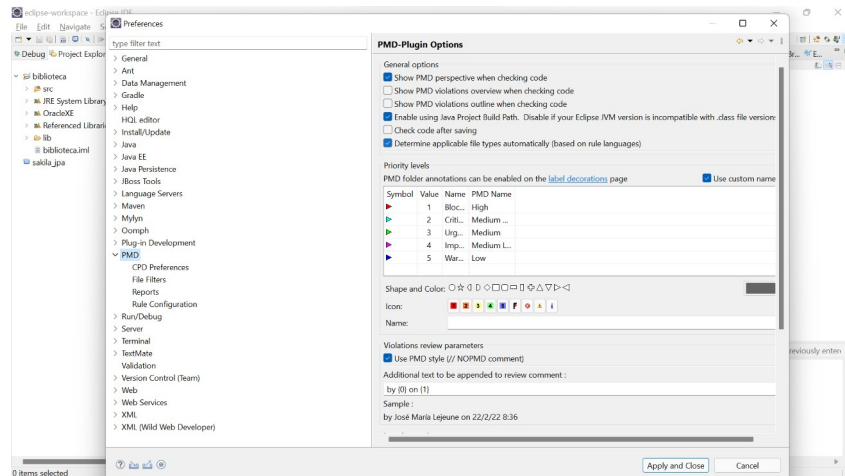 eclipse-workspace - Eclipse IDE
File Edit Navigate
Debug Project Explor
biblioteca
src
JRE System Library
OracleXE
Referenced Librari
lib
biblioteca.iml
sakila_jpa
0 items selected
Preferences
type filter text
General
Ant
Data Management
Gradle
Help
HQL editor
Install/Update
Java
Java EE
Java Persistence
JBoss Tools
Language Servers
Maven
Mylyn
Oomph
Plug-in Development
PMD
CPD Preferences
File Filters
Reports
Rule Configuration
Run/Debug
Server
Terminal
TextMate
Validation
Version Control (Team)
Web
Web Services
XML
XML (Wild Web Developer)
PMD-Plugin Options
General options
Show PMD perspective when checking code
Show PMD violations overview when checking code
Show PMD violations outline when checking code
Enable using Java Project Build Path. Disable if your Eclipse JVM version is incompatible with .class file version
Check code after saving
Determine applicable file types automatically (based on rule languages)
Priority levels
PMD folder annotations can be enabled on the label decorations page Use custom name
Symbol Value Name PMD Name
1 Bloc... High
2 Criti... Medium ...
3 Urg... Medium
4 Imp... Medium L...
5 War... Low
Shape and Color:
Icon: 1 2 3 4 5
Name:
Violations review parameters
Use PMD style (// NOPMD comment)
Additional text to be appended to review comment :
by {0} on {1}
Sample :
by José María Lejeune on 22/2/22 8:36
Apply and Close Cancel
reviously enter